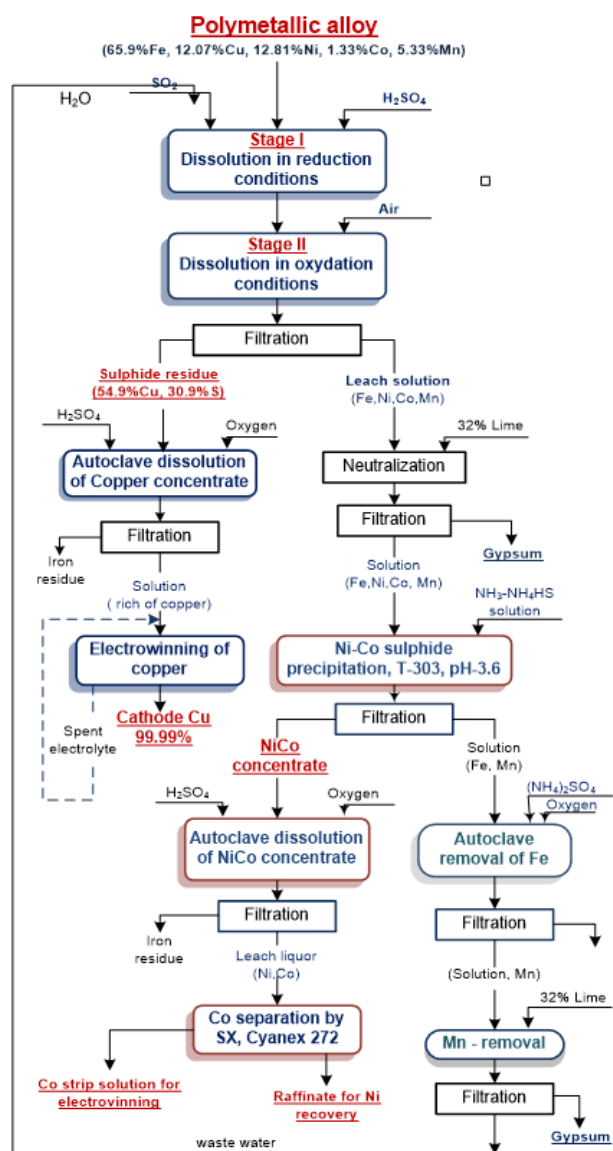 Polymetallic alloy
(65.9%Fe, 12.07%Cu, 12.81%Ni, 1.33%Co, 5.33%Mn)
SO2
H2O
H2SO4
Stage I
Dissolution in reduction
conditions
Air
Stage II
Dissolution in oxydation
conditions
Filtration
Sulphide residue
(54.9%Cu, 30.9%S)
Leach solution
(Fe,Ni,Co,Mn)
H2SO4
Oxygen
32% Lime
Autoclave dissolution
of Copper concentrate
Neutralization
Filtration
Filtration
Iron
residue
Gypsum
Solution
( rich of copper)
Solution
(Fe,Ni,Co, Mn)
NH3-NH4HS
solution
Electrowinning of
copper
Ni-Co sulphide
precipitation, T-303, pH-3.6
Cathode Cu
99.99%
Spent
electrolyte
Filtration
NiCo
concentrate
Solution
(Fe, Mn)
H2SO4
Oxygen
(NH4)2SO4
Oxygen
Autoclave dissolution
of NiCo concentrate
Autoclave
removal of Fe
Filtration
Filtration
Iron
residue
Leach liquor
(Ni,Co)
(Solution, Mn)
32% Lime
Co separation by
SX, Cyanex 272
Mn - removal
Co strip solution for
electrovinning
Raffinate for Ni
recovery
Filtration
Gypsum
waste water